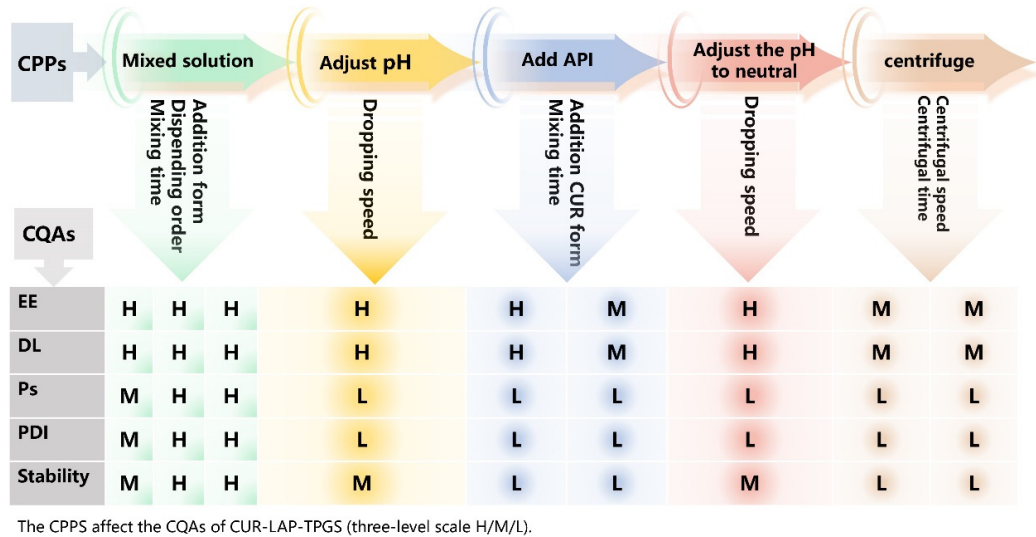 CPPs
Mixed solution
Adjust pH
Add API
Adjust the pH
to neutral
centrifuge
Addition form
Dispending order
Mixing time
Dropping speed
Addition CUR form
Mixing time
Dropping speed
Centrifugal speed
Centrifugal time
CQAs
EE H H H H H M H M M
DL H H H H H M H M M
Ps M H H L L L L L L
PDI M H H L L L L L L
Stability M H H M L L M L L
The CPPS affect the CQAs of CUR-LAP-TPGS (three-level scale H/M/L).